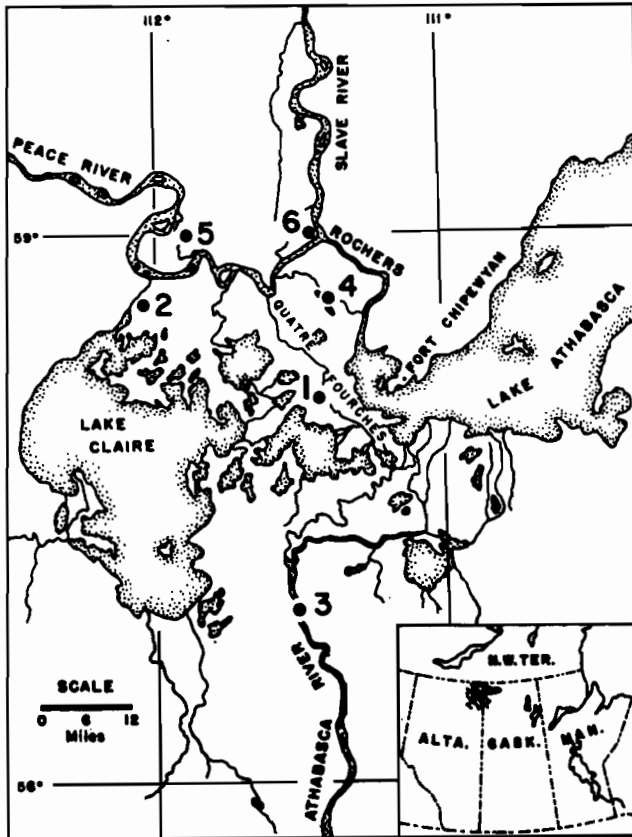 112°
111°
PEACE RIVER
SLAVE RIVER
59°
5
6
ROCHERS
4
2
QUATRE
FOURCHES
1
FORT CHIPEWYAN
LAKE ATHABASCA
LAKE
CLAIRE
3
RIVER
ATHABASCA
SCALE
0 6 12
Miles
56°
N.W.TER.
ALTA.
SASK.
MAN.